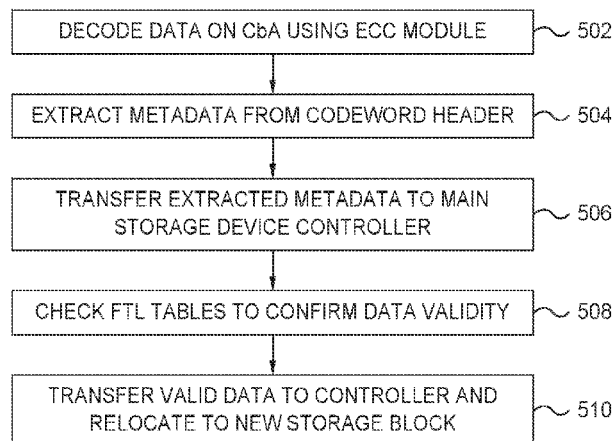 DECODE DATA ON CbA USING ECC MODULE 502
EXTRACT METADATA FROM CODEWORD HEADER 504
TRANSFER EXTRACTED METADATA TO MAIN
STORAGE DEVICE CONTROLLER 506
CHECK FTL TABLES TO CONFIRM DATA VALIDITY 508
TRANSFER VALID DATA TO CONTROLLER AND
RELOCATE TO NEW STORAGE BLOCK 510